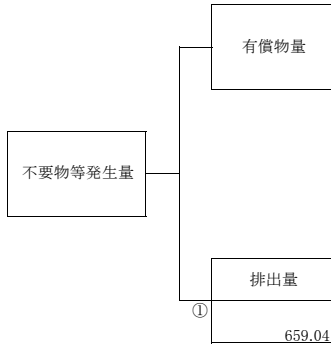 有償物量
不要物等発生量
排出量
①
659.04